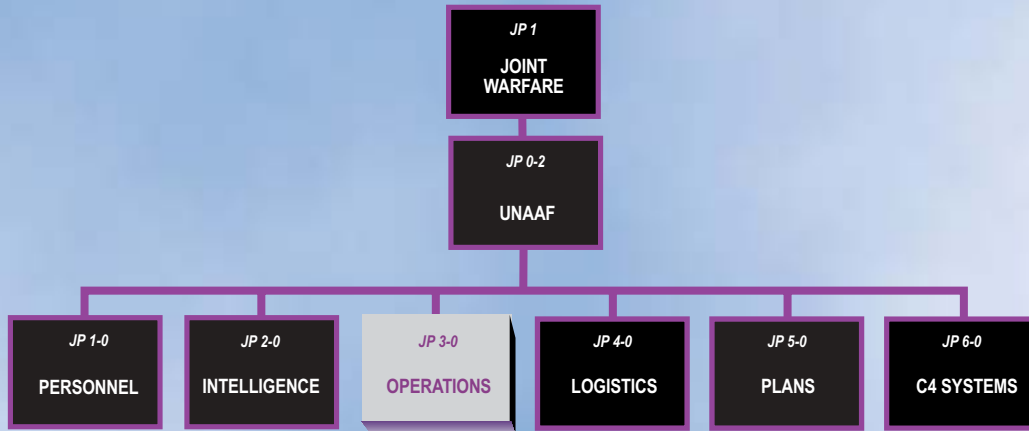 JP 1
JOINT
WARFARE
JP 0-2
UNAAF
JP 1-0
PERSONNEL
JP 2-0
INTELLIGENCE
JP 3-0
OPERATIONS
JP 4-0
LOGISTICS
JP 5-0
PLANS
JP 6-0
C4 SYSTEMS